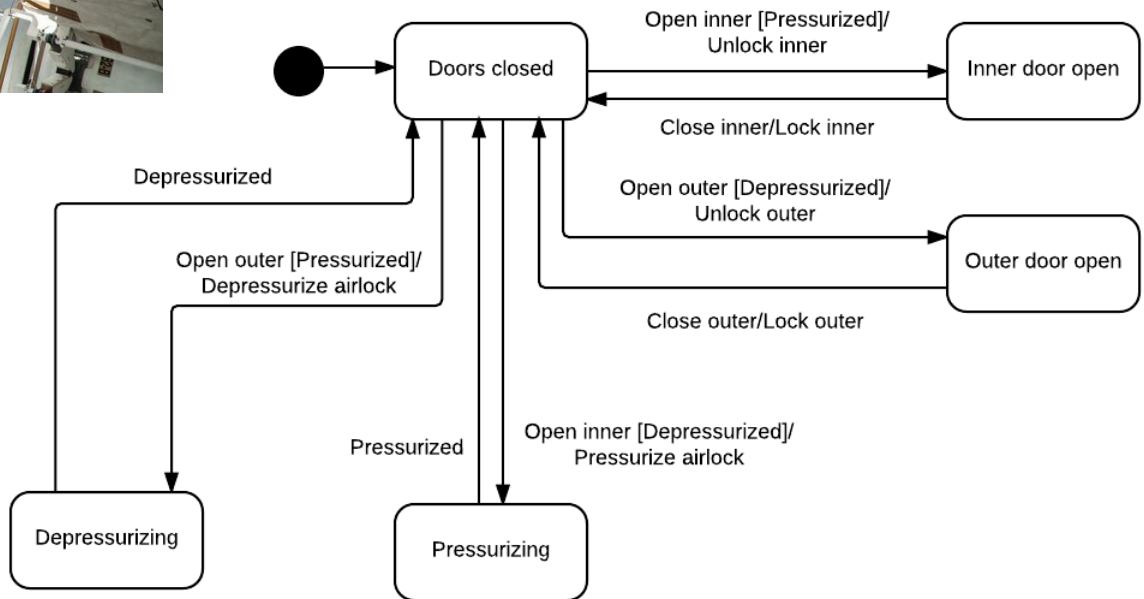 Open inner [Pressurized]/
Unlock inner
Doors closed
Inner door open
Close inner/Lock inner
Depressurized
Open outer [Depressurized]/
Unlock outer
Open outer [Pressurized]/
Depressurize airlock
Outer door open
Close outer/Lock outer
Pressurized
Open inner [Depressurized]/
Pressurize airlock
Depressurizing
Pressurizing